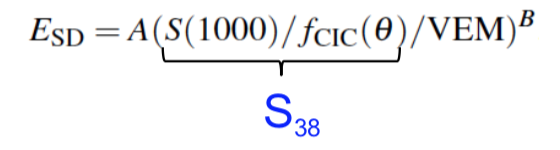 E_SD = A(S(1000)/f_CIC(θ)/VEM)^B
S_38